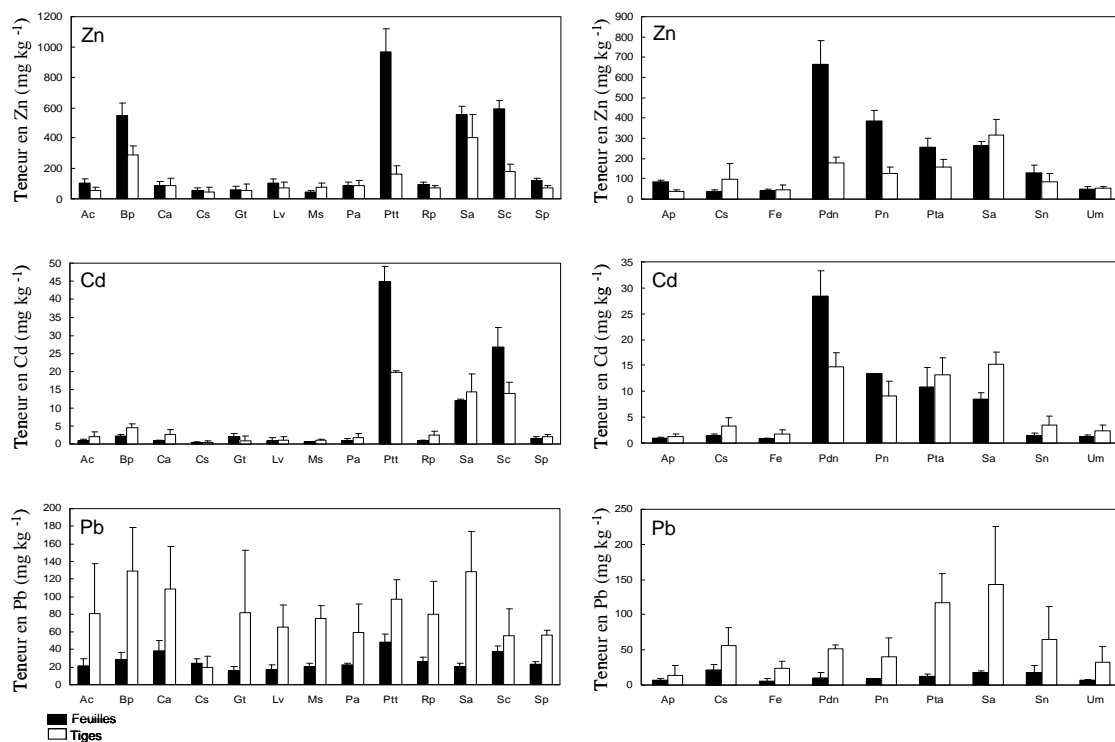 Zn
Teneur en Zn (mg kg -1)
1200
1000
800
600
400
200
0
Ac Bp Ca Cs Gt Lv Ms Pa Ptt Rp Sa Sc Sp
Zn
Teneur en Zn (mg kg -1)
900
800
700
600
500
400
300
200
100
0
Ap Cs Fe Pdn Pn Pta Sa Sn Um
Cd
Teneur en Cd (mg kg -1)
50
45
40
35
30
25
20
15
10
5
0
Ac Bp Ca Cs Gt Lv Ms Pa Ptt Rp Sa Sc Sp
Cd
Teneur en Cd (mg kg -1)
35
30
25
20
15
10
5
0
Ap Cs Fe Pdn Pn Pta Sa Sn Um
Pb
Teneur en Pb (mg kg -1)
200
180
160
140
120
100
80
60
40
20
0
Ac Bp Ca Cs Gt Lv Ms Pa Ptt Rp Sa Sc Sp
Pb
Teneur en Pb (mg kg -1)
250
200
150
100
50
0
Ap Cs Fe Pdn Pn Pta Sa Sn Um
Feuilles
Tiges